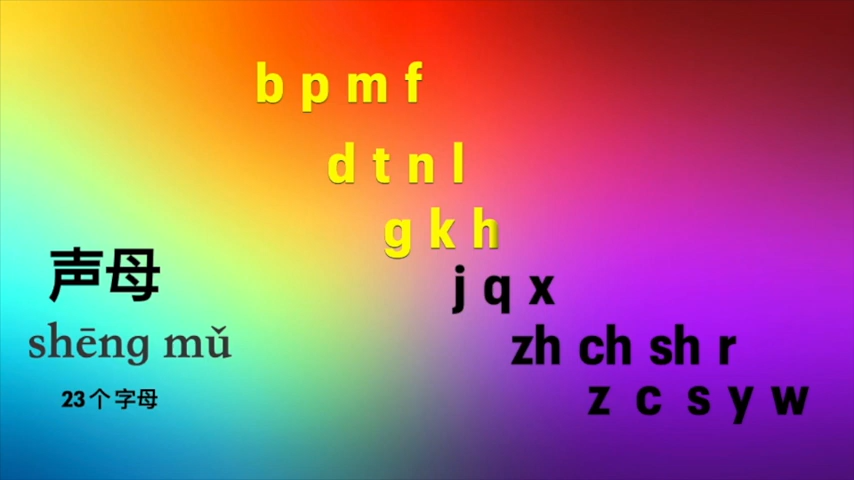 b p m f
d t n l
g k h
j q x
zh ch sh r
z c s y w
声母
shēng mǔ
23个字母